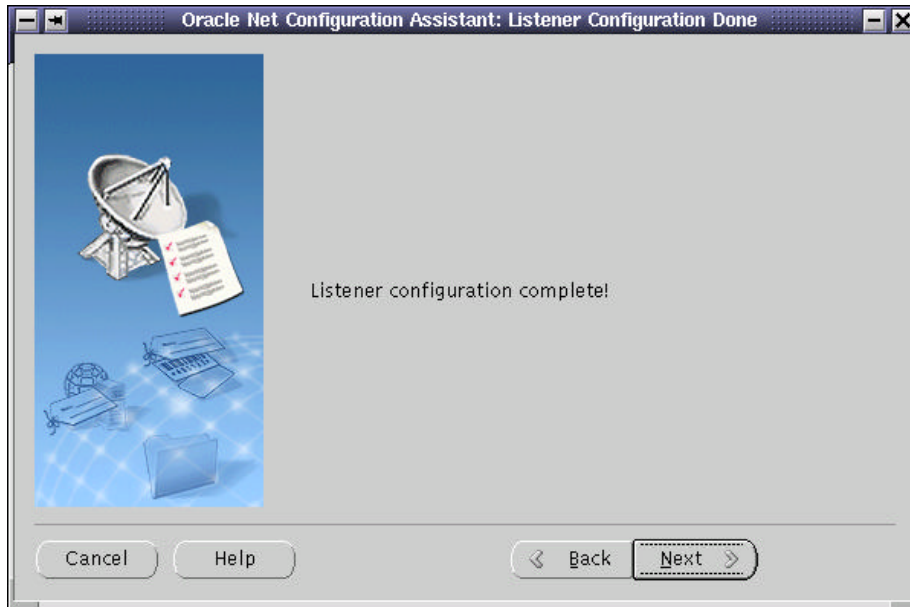 Oracle Net Configuration Assistant: Listener Configuration Done
Listener configuration complete!
Cancel
Help
Back
Next